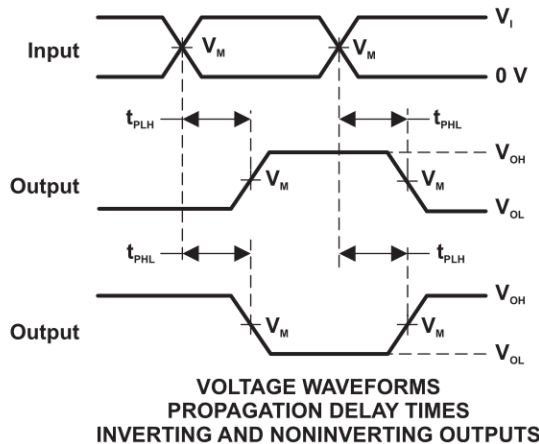 V_I
Input V_M V_M
0 V
t_PLH t_PHL
V_OH
Output V_M V_M
V_OL
t_PHL t_PLH
V_OH
Output V_M V_M
V_OL
VOLTAGE WAVEFORMS
PROPAGATION DELAY TIMES
INVERTING AND NONINVERTING OUTPUTS